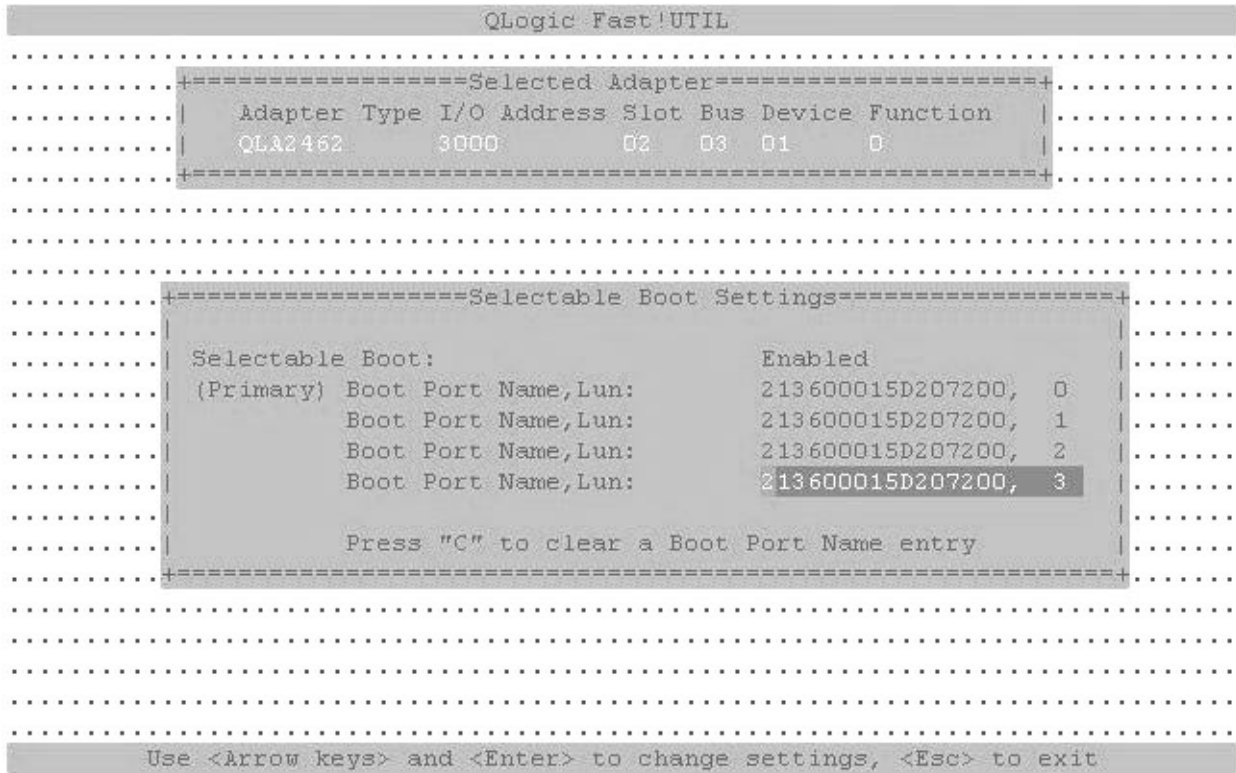 QLogic Fast!UTIL
Selected Adapter
Adapter Type I/O Address Slot Bus Device Function
QLA2462 3000 02 03 01 0
Selectable Boot Settings
Selectable Boot: Enabled
(Primary) Boot Port Name,Lun: 213600015D207200, 0
Boot Port Name,Lun: 213600015D207200, 1
Boot Port Name,Lun: 213600015D207200, 2
Boot Port Name,Lun: 213600015D207200, 3
Press "C" to clear a Boot Port Name entry
Use <Arrow keys> and <Enter> to change settings, <Esc> to exit